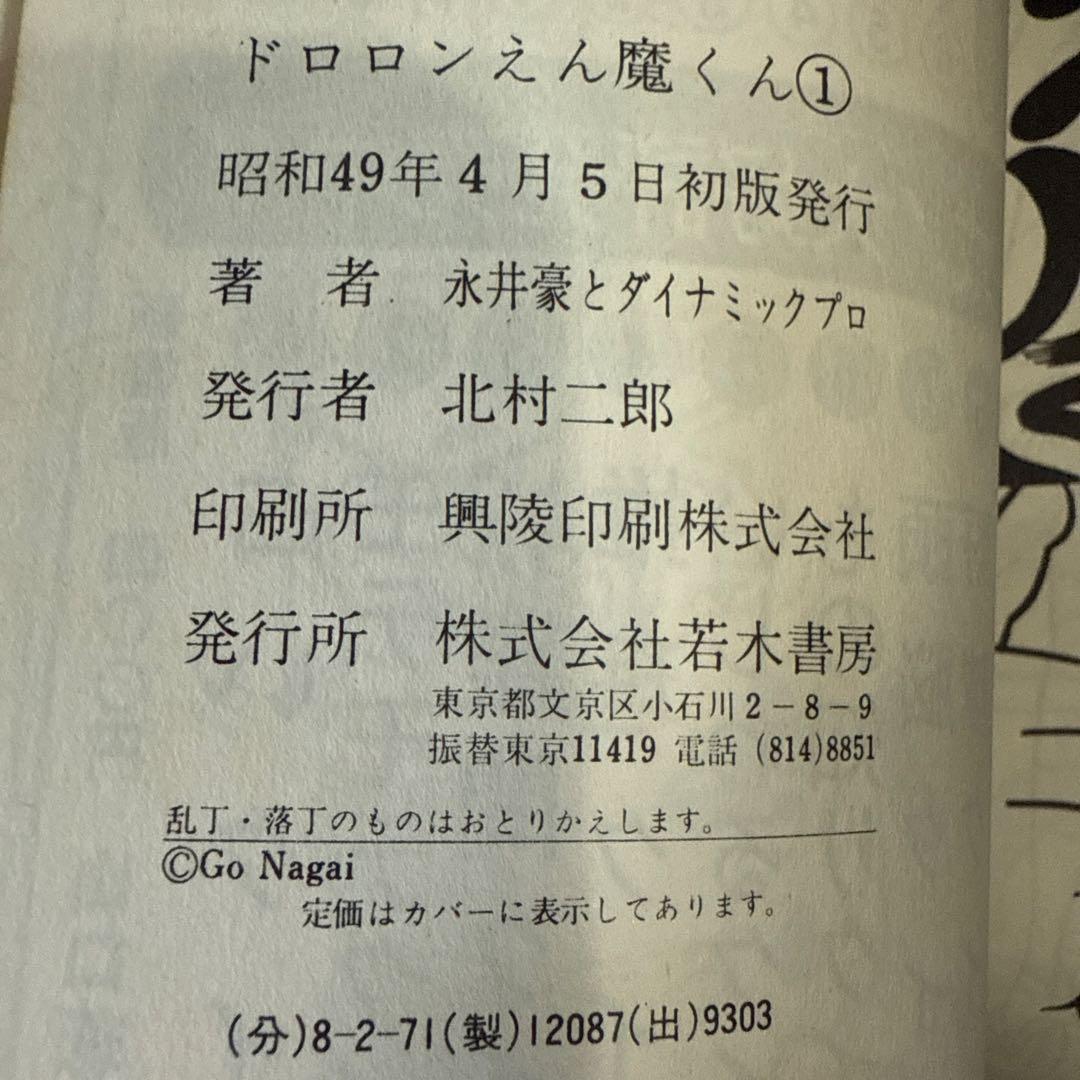 ドロロンえん魔くん①
昭和49年4月5日初版発行
著者 永井豪とダイナミックプロ
発行者 北村二郎
印刷所 興陵印刷株式会社
発行所 株式会社若木書房
東京都文京区小石川2-8-9
振替東京11419 電話 (814)8851
乱丁・落丁のものはおとりかえします。
©Go Nagai
定価はカバーに表示してあります。
(分)8-2-71(製)12087(出)9303